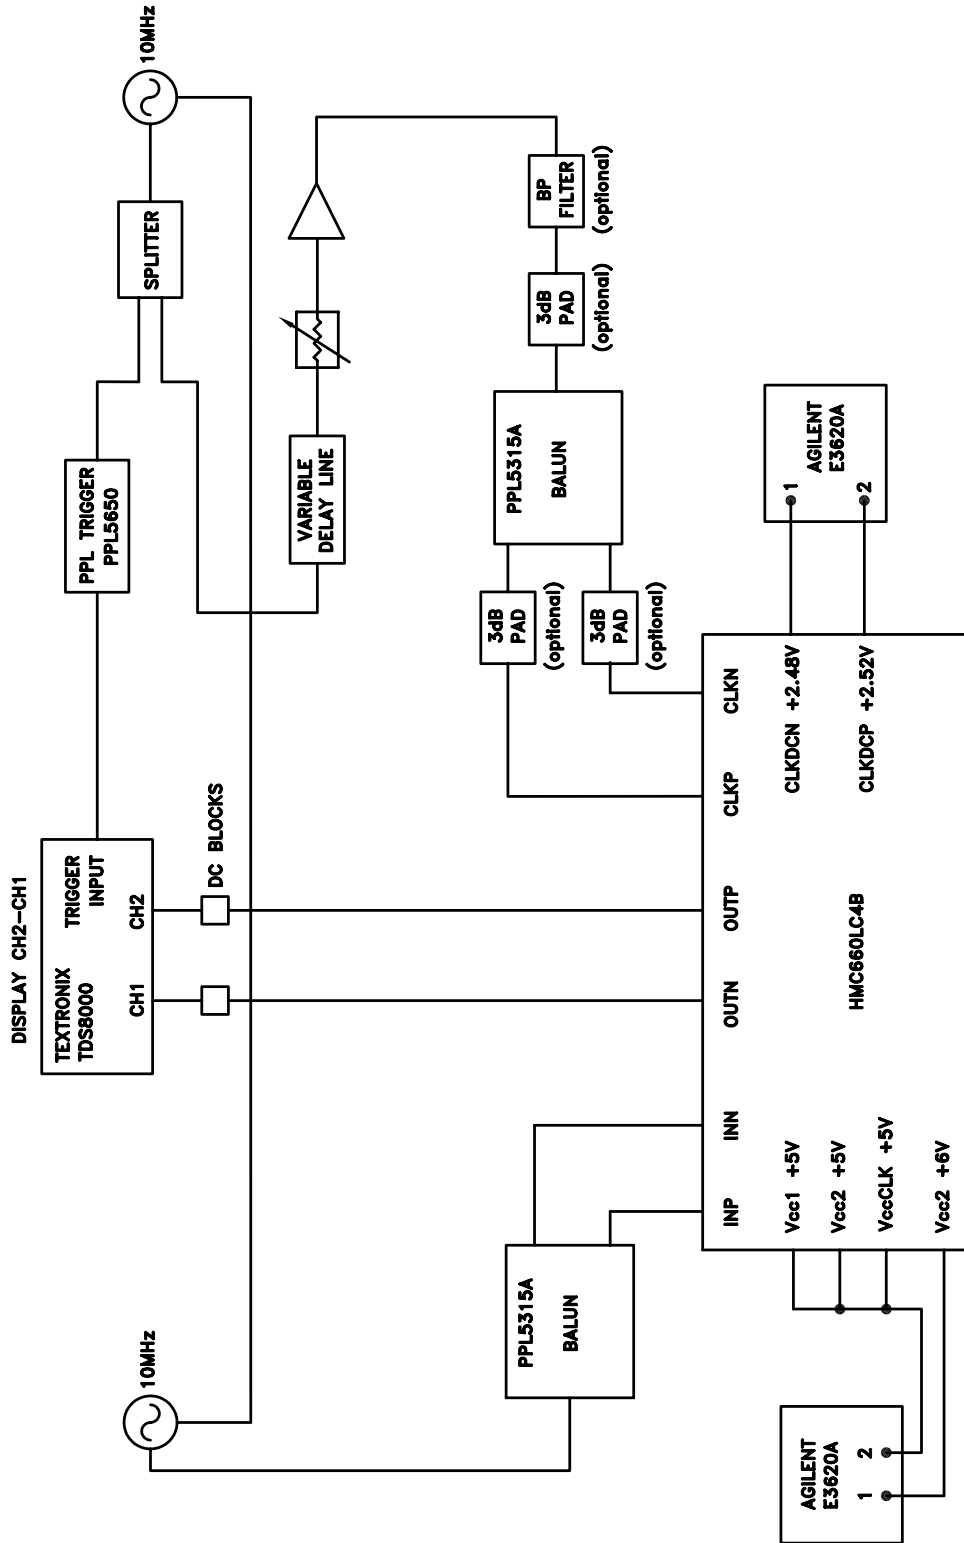 DISPLAY CH2-CH1
TEXTRONIX
TDS8000
TRIGGER
INPUT
CH1
CH2
DC BLOCKS
PPL TRIGGER
PPL5650
SPLITTER
10MHz
VARIABLE
DELAY LINE
BP
FILTER
(optional)
3dB
PAD
(optional)
PPL5315A
BALUN
3dB
PAD
(optional)
3dB
PAD
(optional)
10MHz
PPL5315A
BALUN
INP
INN
OUTN
OUTP
CLKP
CLKN
Vcc1 +5V
Vcc2 +5V
VccCLK +5V
Vcc2 +6V
HMC660LC4B
CLKDCN +2.48V
CLKDCP +2.52V
AGILENT
E3620A
1
2
AGILENT
E3620A
1
2